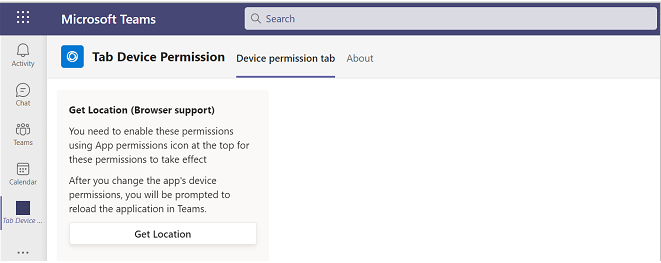 Microsoft Teams
Search
Activity
Chat
Teams
Calendar
Tab Device ...
Tab Device Permission
Device permission tab
About
Get Location (Browser support)
You need to enable these permissions
using App permissions icon at the top for
these permissions to take effect
After you change the app's device
permissions, you will be prompted to
reload the application in Teams.
Get Location